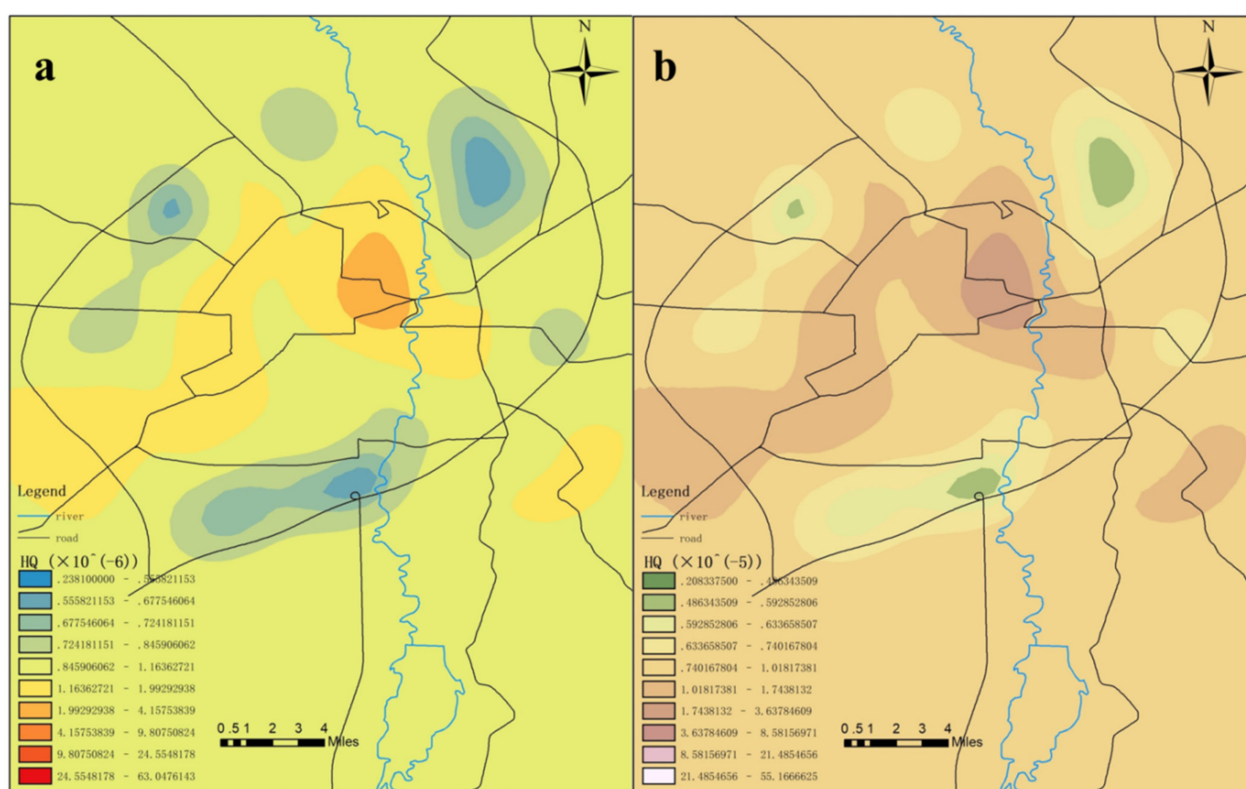 a
N
Legend
river
road
HQ (×10^(-6))
.238100000 - .555821153
.555821153 - .677546064
.677546064 - .724181151
.724181151 - .845906062
.845906062 - 1.16362721
1.16362721 - 1.99292938
1.99292938 - 4.15753839
4.15753839 - 9.80750824
9.80750824 - 24.5548178
24.5548178 - 63.0476143
0 0.5 1 2 3 4
Miles
b
N
Legend
river
road
HQ (×10^(-5))
.208337500 - .486343509
.486343509 - .592852806
.592852806 - .633658507
.633658507 - .740167804
.740167804 - 1.01817381
1.01817381 - 1.7438132
1.7438132 - 3.63784609
3.63784609 - 8.58156971
8.58156971 - 21.4854656
21.4854656 - 55.1666625
0 0.5 1 2 3 4
Miles